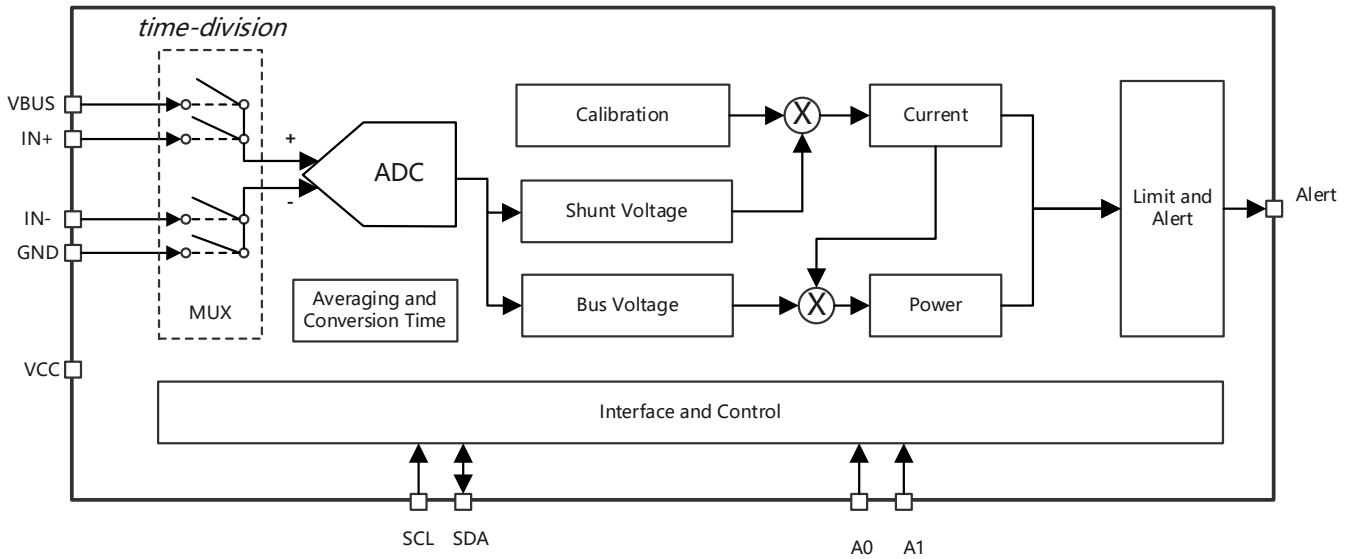 time-division
VBUS
IN+
IN-
GND
VCC
MUX
+
-
ADC
Averaging and
Conversion Time
Calibration
Shunt Voltage
Bus Voltage
X
X
Current
Power
Limit and
Alert
Alert
Interface and Control
SCL
SDA
A0
A1